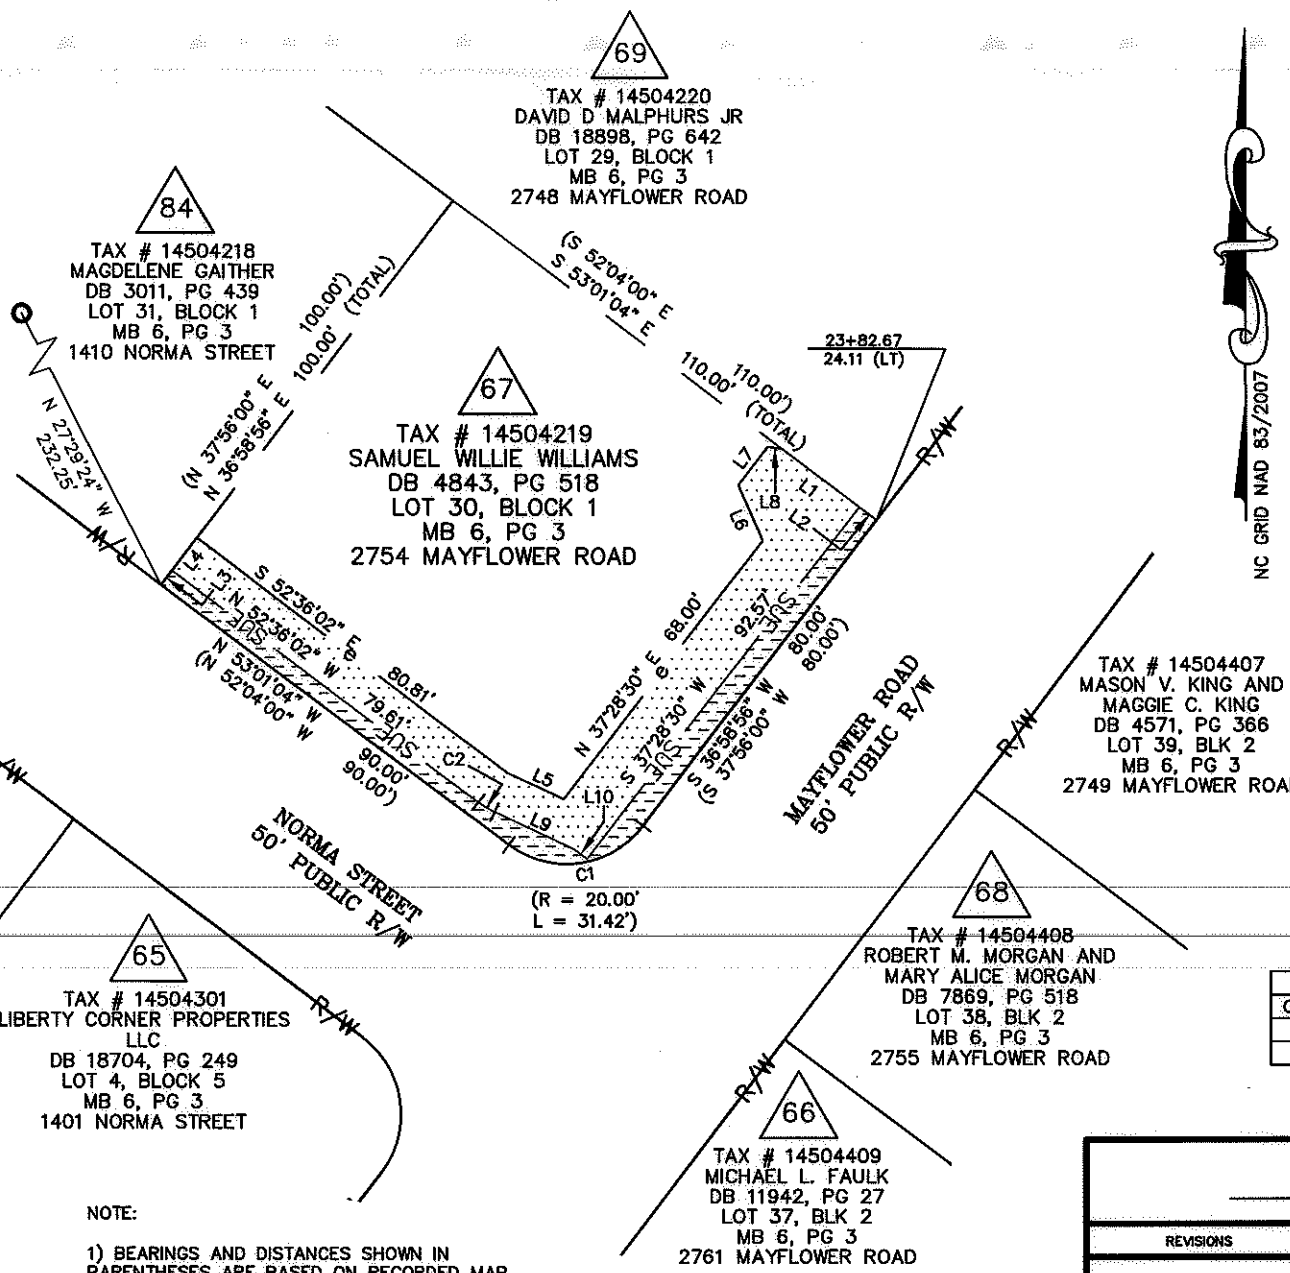 69
TAX # 14504220
DAVID D MALPHURS JR
DB 18898, PG 642
LOT 29, BLOCK 1
MB 6, PG 3
2748 MAYFLOWER ROAD
84
TAX # 14504218
MAGDELENE GAITHER
DB 3011, PG 439
LOT 31, BLOCK 1
MB 6, PG 3
1410 NORMA STREET
(S 52°04'00" E
S 53°01'04" E
110.00')
110.00' (TOTAL)
(N 37°56'00" E 100.00')
N 36°58'56" E 100.00' (TOTAL)
23+82.67
24.11 (LT)
NC GRID NAD 83/2007
N 27°29'24" W
232.25'
67
TAX # 14504219
SAMUEL WILLIE WILLIAMS
DB 4843, PG 518
LOT 30, BLOCK 1
MB 6, PG 3
2754 MAYFLOWER ROAD
R/W
R/W
L7
L1
L8
L2
L6
L4
L3
S 52°36'02" E
80.81'
N 52°36'02" W
79.61'
SUE
SUE
N 53°01'04" W
(N 52°04'00" W
90.00'
90.00')
e
N 37°28'30" E 68.00'
e
S 37°28'30" W
92.57'
SUE
SUE
S 36°58'56" W 80.00'
(S 37°56'00" W 80.00')
C2
L5
L9
L10
C1
(R = 20.00'
L = 31.42')
MAYFLOWER ROAD
50' PUBLIC R/W
NORMA STREET
50' PUBLIC R/W
TAX # 14504407
MASON V. KING AND
MAGGIE C. KING
DB 4571, PG 366
LOT 39, BLK 2
MB 6, PG 3
2749 MAYFLOWER ROA
R/W
68
TAX # 14504408
ROBERT M. MORGAN AND
MARY ALICE MORGAN
DB 7869, PG 518
LOT 38, BLK 2
MB 6, PG 3
2755 MAYFLOWER ROAD
65
TAX # 14504301
LIBERTY CORNER PROPERTIES
LLC
DB 18704, PG 249
LOT 4, BLOCK 5
MB 6, PG 3
1401 NORMA STREET
R/W
R/W
66
TAX # 14504409
MICHAEL L. FAULK
DB 11942, PG 27
LOT 37, BLK 2
MB 6, PG 3
2761 MAYFLOWER ROAD
NOTE:
1) BEARINGS AND DISTANCES SHOWN IN
PARENTHESES ARE BASED ON RECORDED MAP
REVISIONS